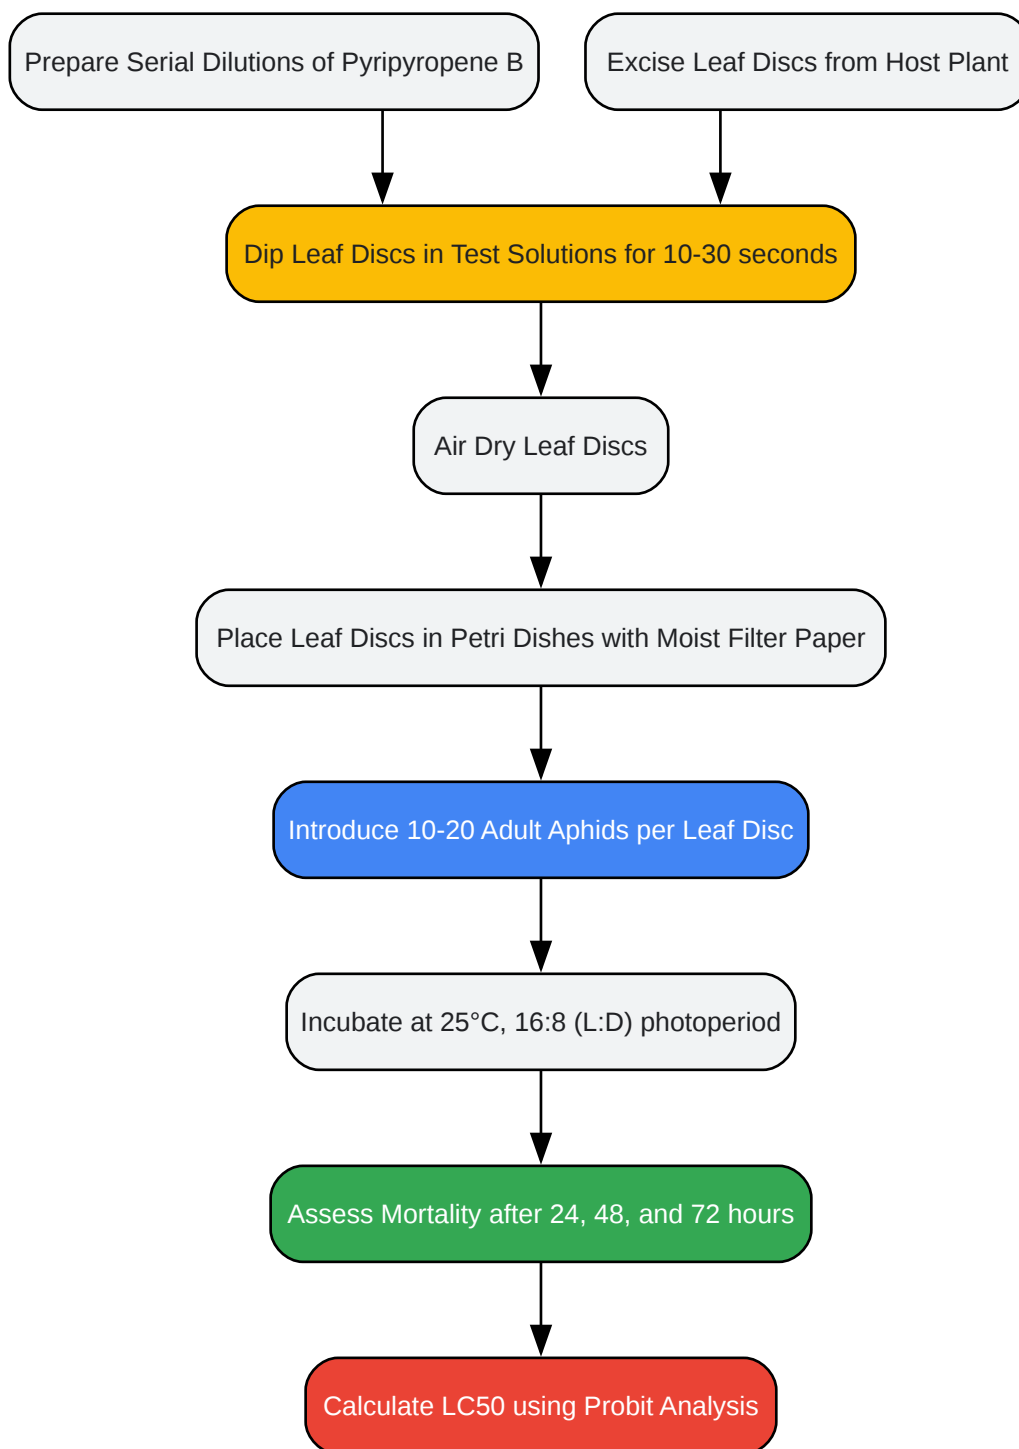 Prepare Serial Dilutions of Pyripyropene B
Excise Leaf Discs from Host Plant
Dip Leaf Discs in Test Solutions for 10-30 seconds
Air Dry Leaf Discs
Place Leaf Discs in Petri Dishes with Moist Filter Paper
Introduce 10-20 Adult Aphids per Leaf Disc
Incubate at 25°C, 16:8 (L:D) photoperiod
Assess Mortality after 24, 48, and 72 hours
Calculate LC50 using Probit Analysis